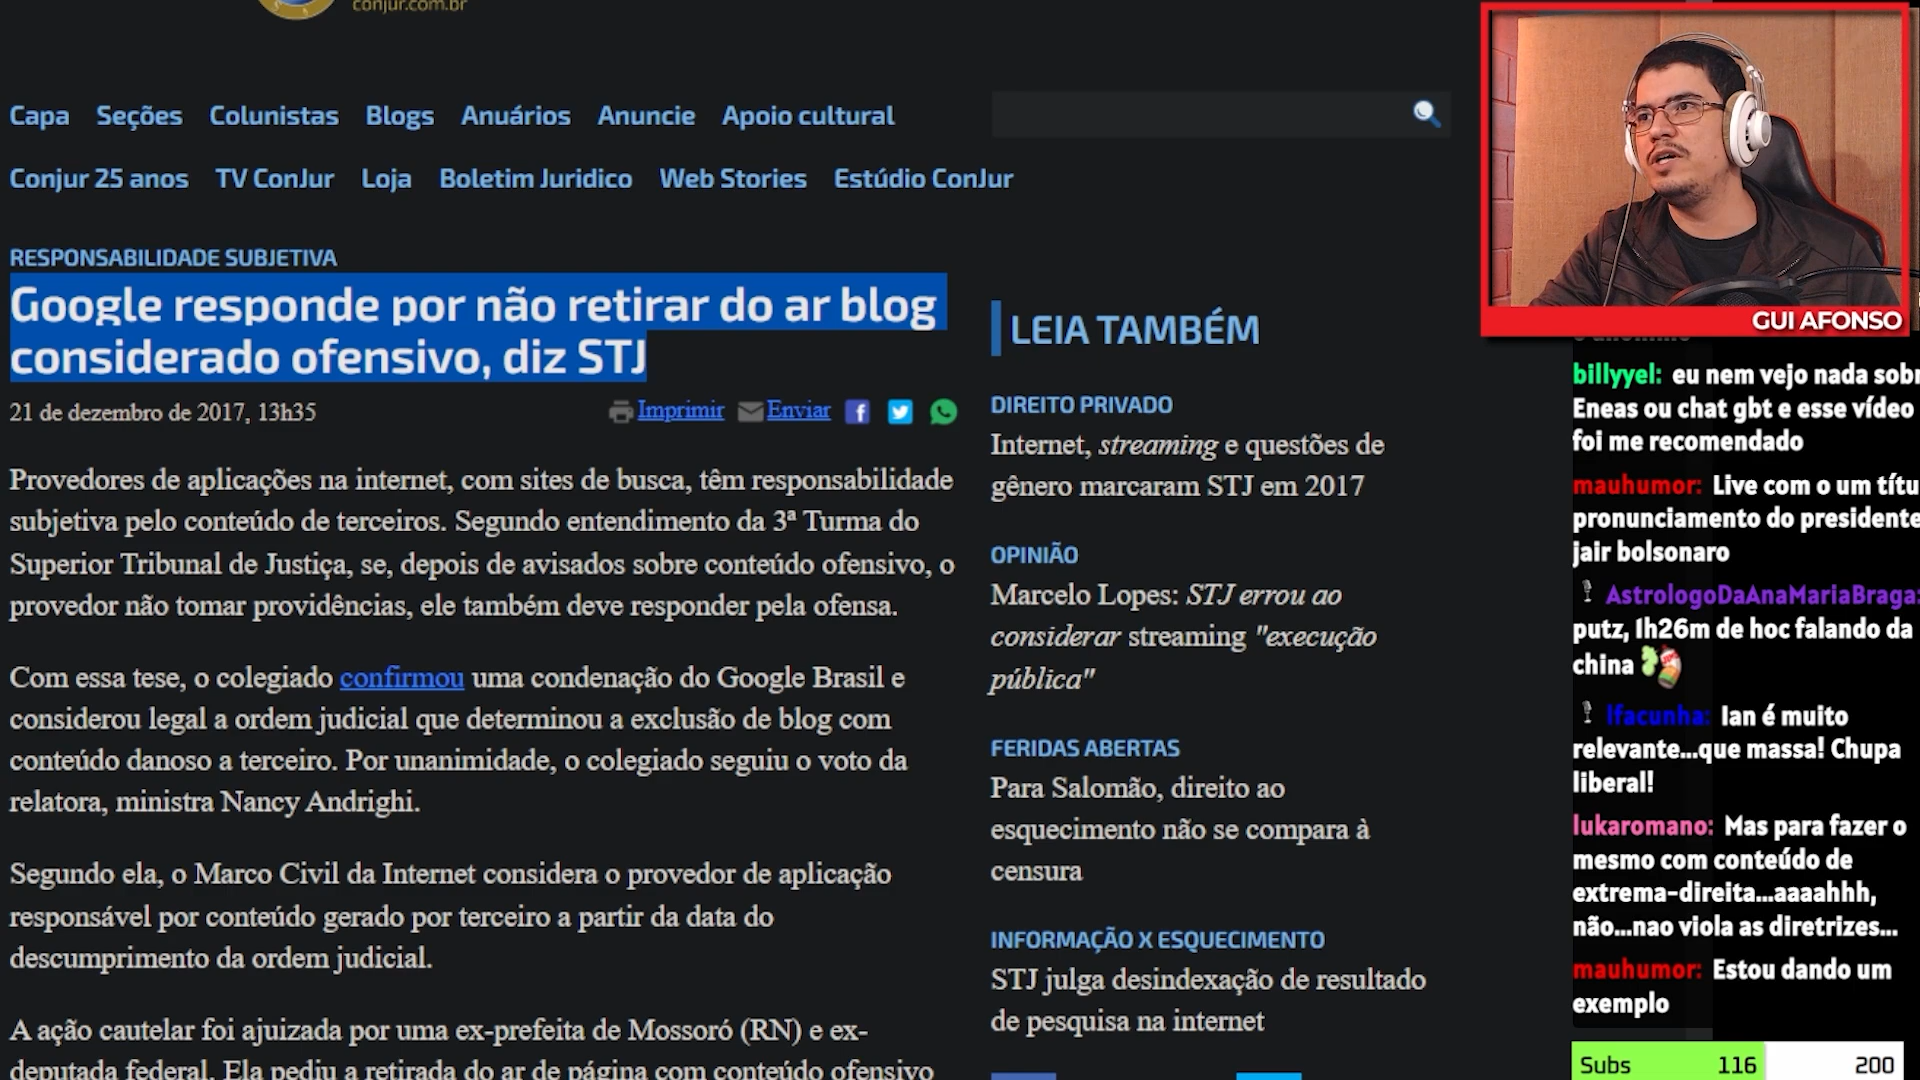 conjur.com.br
Capa Seções Colunistas Blogs Anuários Anuncie Apoio cultural
Conjur 25 anos TV ConJur Loja Boletim Juridico Web Stories Estúdio ConJur
RESPONSABILIDADE SUBJETIVA
Google responde por não retirar do ar blog
considerado ofensivo, diz STJ
21 de dezembro de 2017, 13h35
Imprimir Enviar
Provedores de aplicações na internet, com sites de busca, têm responsabilidade
subjetiva pelo conteúdo de terceiros. Segundo entendimento da 3ª Turma do
Superior Tribunal de Justiça, se, depois de avisados sobre conteúdo ofensivo, o
provedor não tomar providências, ele também deve responder pela ofensa.
Com essa tese, o colegiado confirmou uma condenação do Google Brasil e
considerou legal a ordem judicial que determinou a exclusão de blog com
conteúdo danoso a terceiro. Por unanimidade, o colegiado seguiu o voto da
relatora, ministra Nancy Andrighi.
Segundo ela, o Marco Civil da Internet considera o provedor de aplicação
responsável por conteúdo gerado por terceiro a partir da data do
descumprimento da ordem judicial.
A ação cautelar foi ajuizada por uma ex-prefeita de Mossoró (RN) e ex-
deputada federal. Ela pediu a retirada do ar de página com conteúdo ofensivo
LEIA TAMBÉM
DIREITO PRIVADO
Internet, streaming e questões de
gênero marcaram STJ em 2017
OPINIÃO
Marcelo Lopes: STJ errou ao
considerar streaming "execução
pública"
FERIDAS ABERTAS
Para Salomão, direito ao
esquecimento não se compara à
censura
INFORMAÇÃO X ESQUECIMENTO
STJ julga desindexação de resultado
de pesquisa na internet
GUI AFONSO
billyyel: eu nem vejo nada sobr
Eneas ou chat gbt e esse vídeo
foi me recomendado
mauhumor: Live com o um títu
pronunciamento do presidente
jair bolsonaro
AstrologoDaAnaMariaBraga:
putz, 1h26m de hoc falando da
china
lfacunha: Ian é muito
relevante...que massa! Chupa
liberal!
lukaromano: Mas para fazer o
mesmo com conteúdo de
extrema-direita...aaaahhh,
não...nao viola as diretrizes...
mauhumor: Estou dando um
exemplo
Subs 116 200